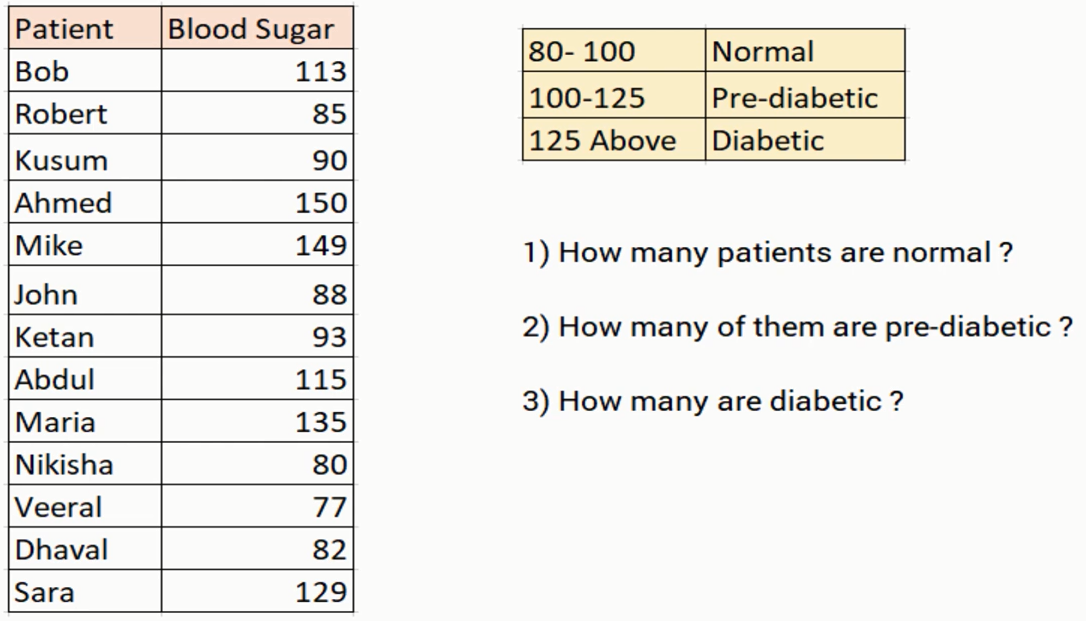 Patient Blood Sugar
Bob 113
Robert 85
Kusum 90
Ahmed 150
Mike 149
John 88
Ketan 93
Abdul 115
Maria 135
Nikisha 80
Veeral 77
Dhaval 82
Sara 129
80- 100 Normal
100-125 Pre-diabetic
125 Above Diabetic
1) How many patients are normal ?
2) How many of them are pre-diabetic ?
3) How many are diabetic ?